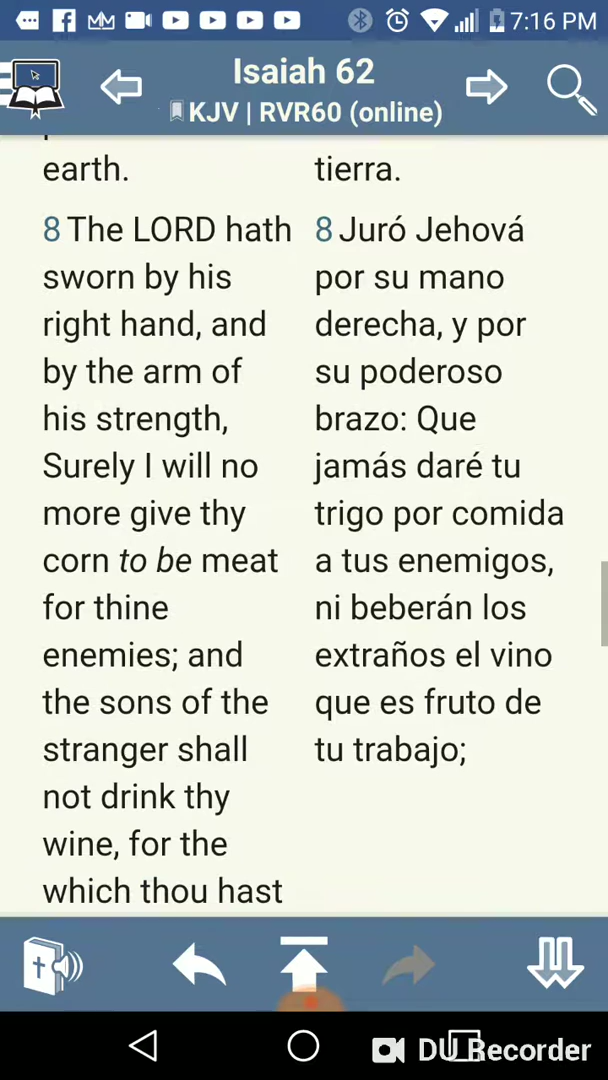 7:16 PM
Isaiah 62
KJV | RVR60 (online)
earth.
8 The LORD hath
sworn by his
right hand, and
by the arm of
his strength,
Surely I will no
more give thy
corn to be meat
for thine
enemies; and
the sons of the
stranger shall
not drink thy
wine, for the
which thou hast
tierra.
8 Juró Jehová
por su mano
derecha, y por
su poderoso
brazo: Que
jamás daré tu
trigo por comida
a tus enemigos,
ni beberán los
extraños el vino
que es fruto de
tu trabajo;
DU Recorder